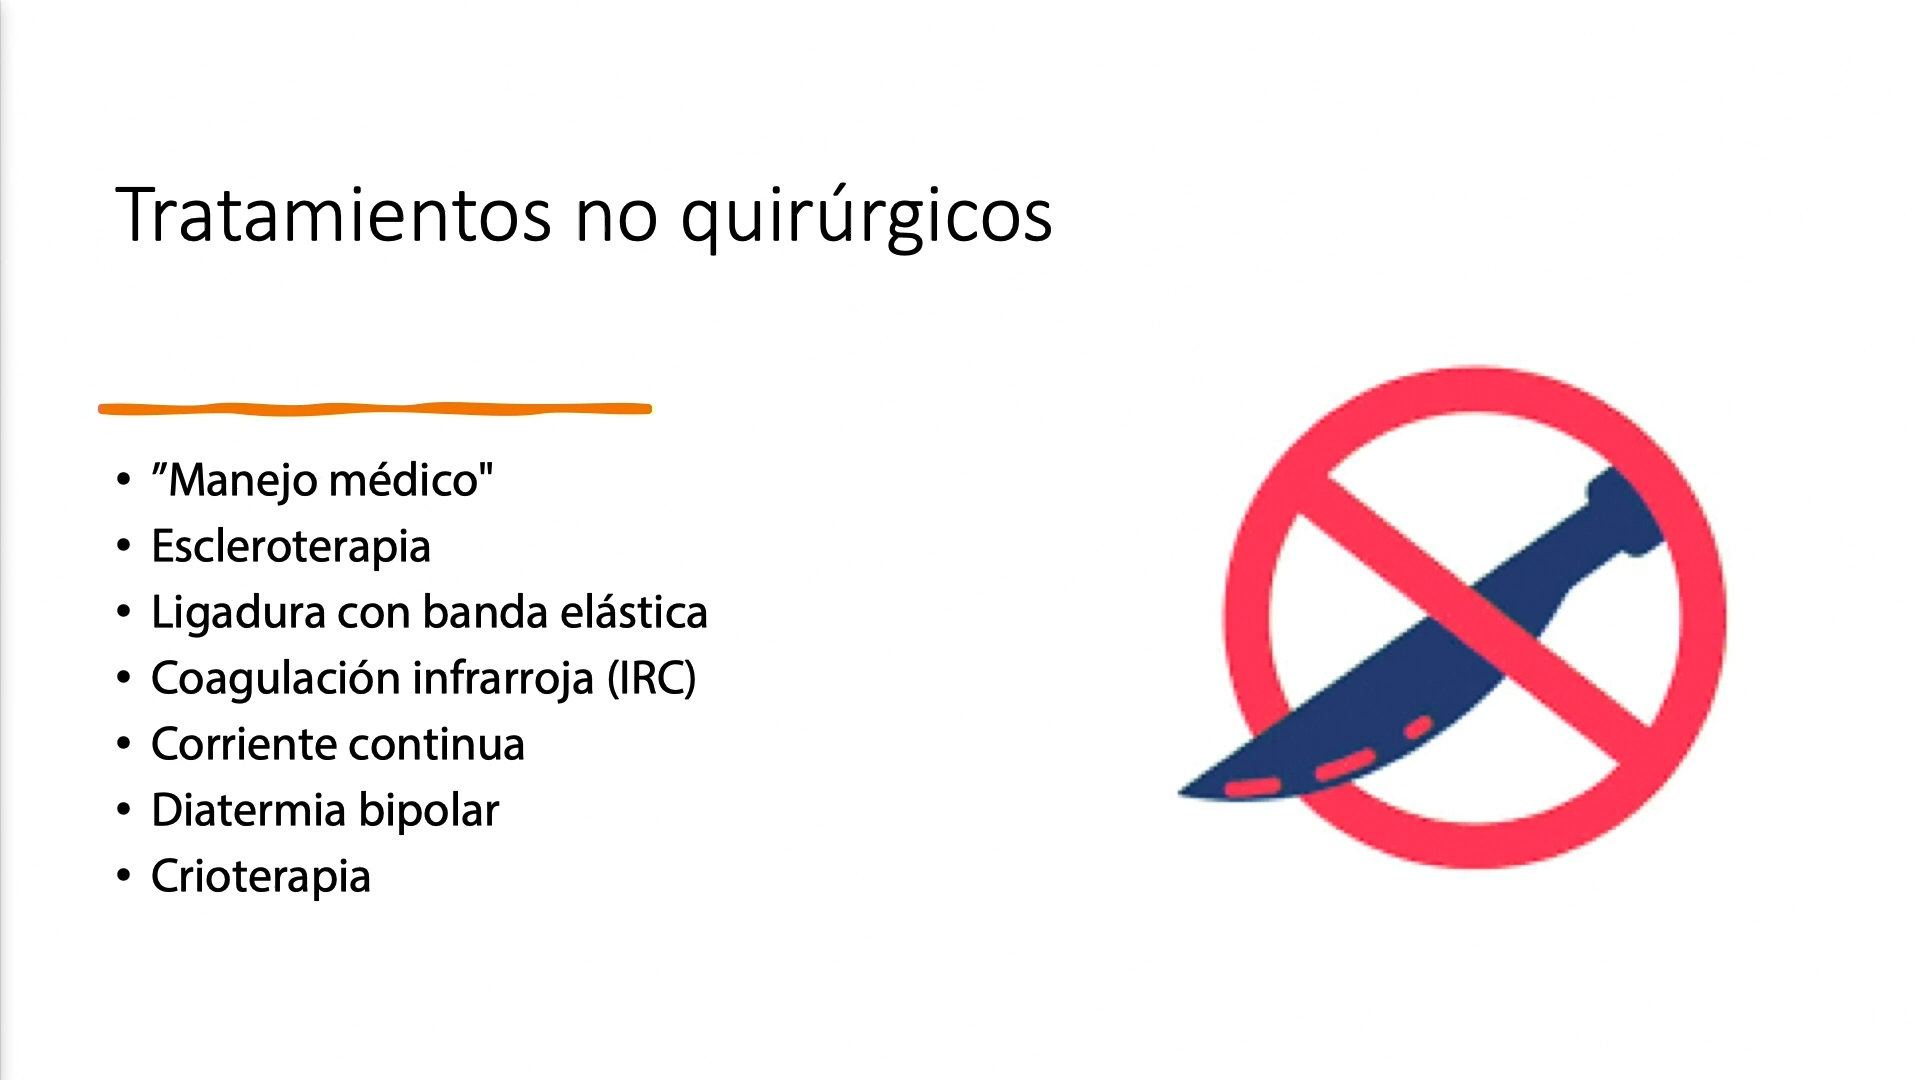 Tratamientos no quirúrgicos
• ”Manejo médico"
• Escleroterapia
• Ligadura con banda elástica
• Coagulación infrarroja (IRC)
• Corriente continua
• Diatermia bipolar
• Crioterapia